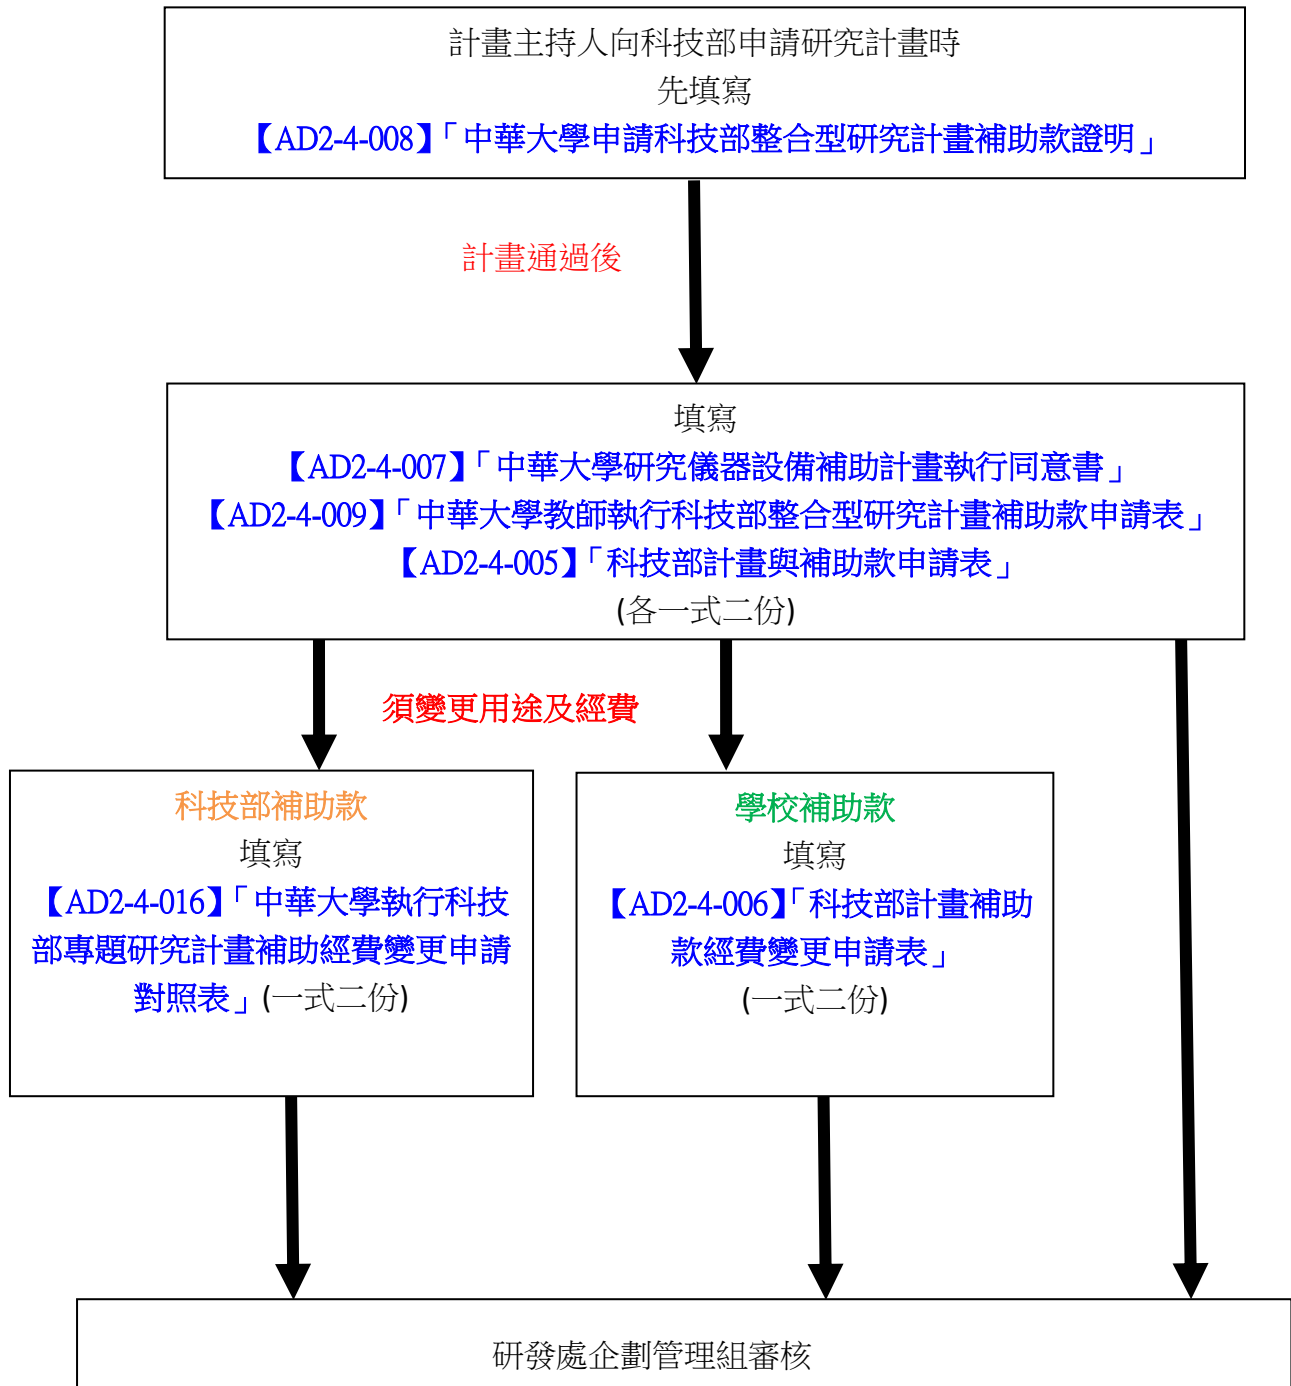 計畫主持人向科技部申請研究計畫時
先填寫
【AD2-4-008】「中華大學申請科技部整合型研究計畫補助款證明」
計畫通過後
填寫
【AD2-4-007】「中華大學研究儀器設備補助計畫執行同意書」
【AD2-4-009】「中華大學教師執行科技部整合型研究計畫補助款申請表」
【AD2-4-005】「科技部計畫與補助款申請表」
(各一式二份)
須變更用途及經費
科技部補助款
填寫
【AD2-4-016】「中華大學執行科技
部專題研究計畫補助經費變更申請
對照表」(一式二份)
學校補助款
填寫
【AD2-4-006】「科技部計畫補助
款經費變更申請表」
(一式二份)
研發處企劃管理組審核